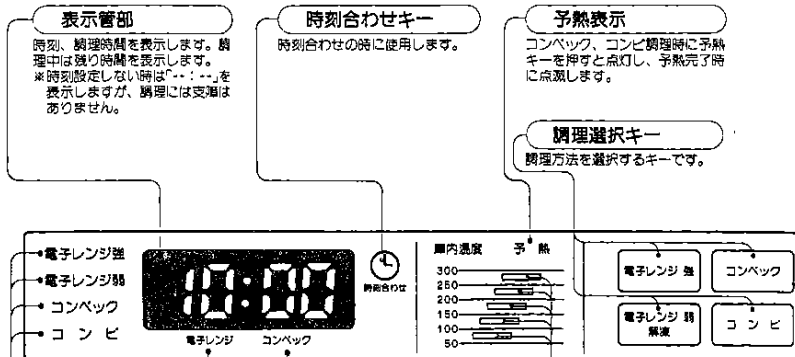 表示管部
時刻、調理時間を表示します。調
理中は残り時間を表示します。
※時刻設定しない時は「--：--」を
表示しますが、調理には支障は
ありません。
時刻合わせキー
時刻合わせの時に使用します。
予熱表示
コンベック、コンビ調理時に予熱
キーを押すと点灯し、予熱完了時
に点滅します。
調理選択キー
調理方法を選択するキーです。
電子レンジ強
電子レンジ弱
コンベック
コンビ
18:00
電子レンジ
コンベック
時刻合わせ
庫内温度
予熱
300
250
200
150
100
50
電子レンジ 強
コンベック
電子レンジ 弱
解凍
コンビ